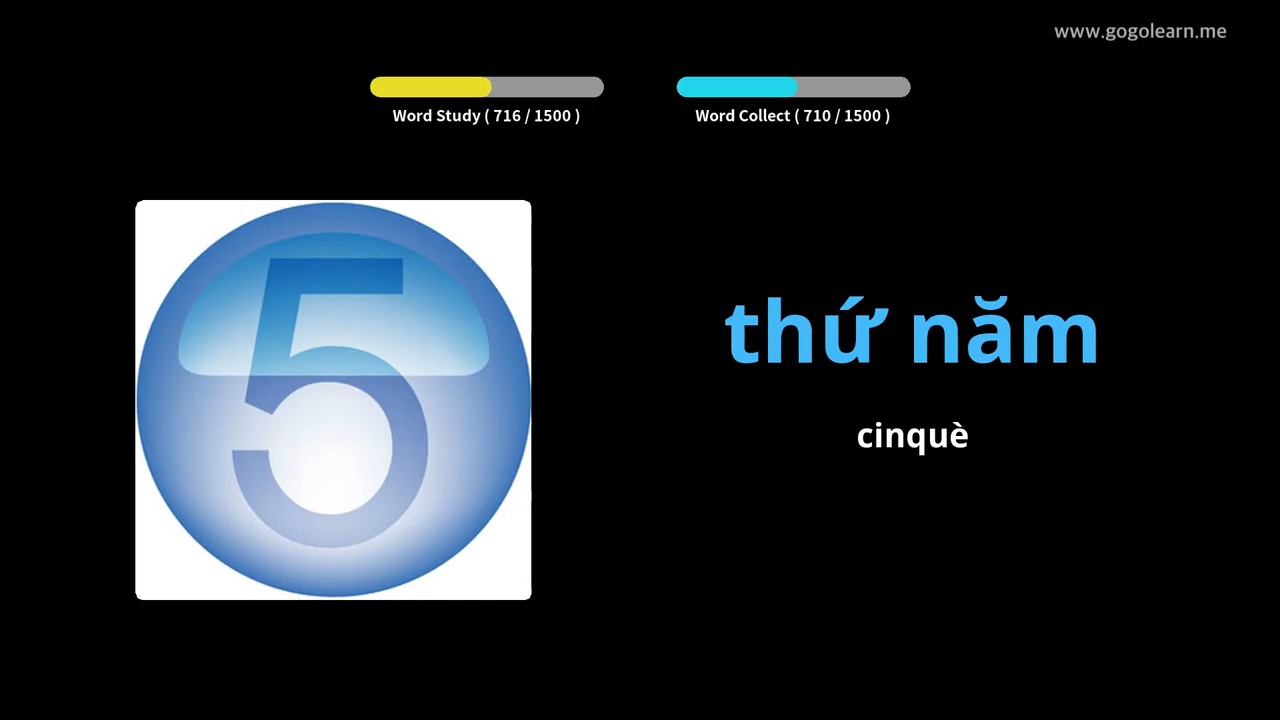 www.gogolearn.me
Word Study ( 716 / 1500 )
Word Collect ( 710 / 1500 )
5
thứ năm
cinquè